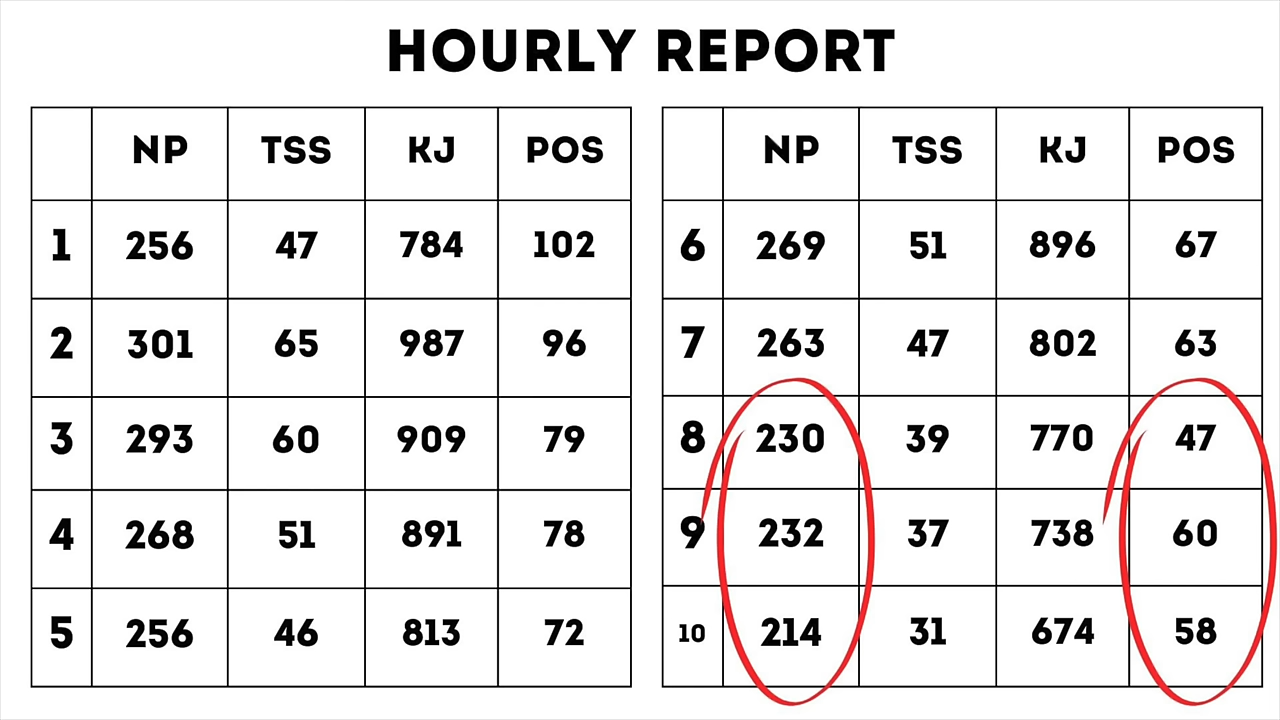 HOURLY REPORT
NP TSS KJ POS
1 256 47 784 102
2 301 65 987 96
3 293 60 909 79
4 268 51 891 78
5 256 46 813 72
NP TSS KJ POS
6 269 51 896 67
7 263 47 802 63
8 230 39 770 47
9 232 37 738 60
10 214 31 674 58